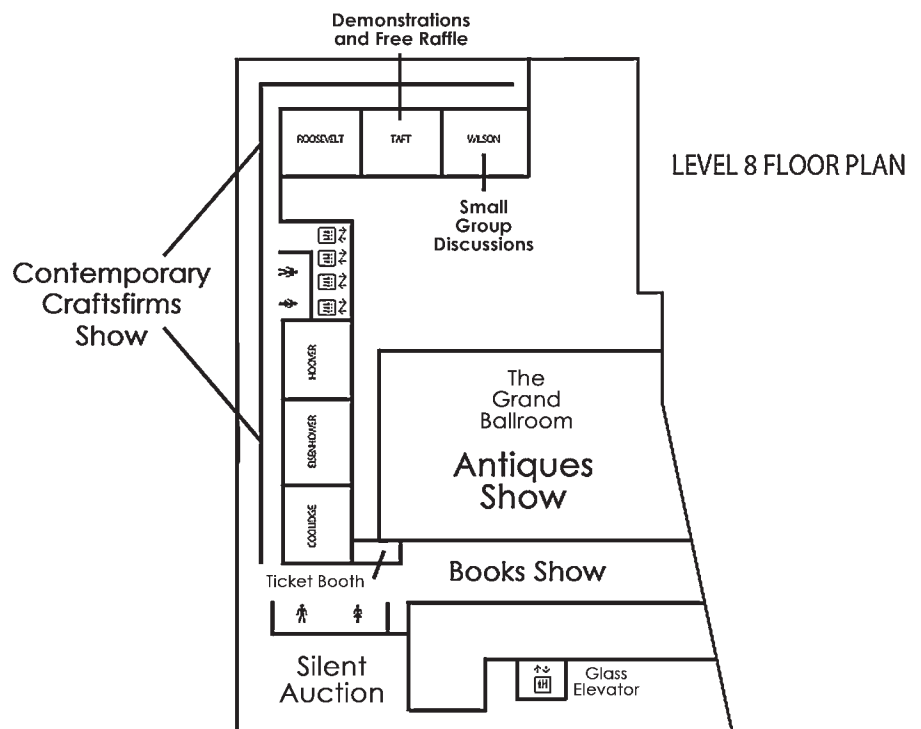 Demonstrations
and Free Raffle
ROOSEVELT
TAFT
WILSON
LEVEL 8 FLOOR PLAN
Small
Group
Discussions
Contemporary
Craftsfirms
Show
HOOVER
The
Grand
Ballroom
EISENHOWER
Antiques
Show
COOLIDGE
Ticket Booth
Books Show
Silent
Auction
Glass
Elevator